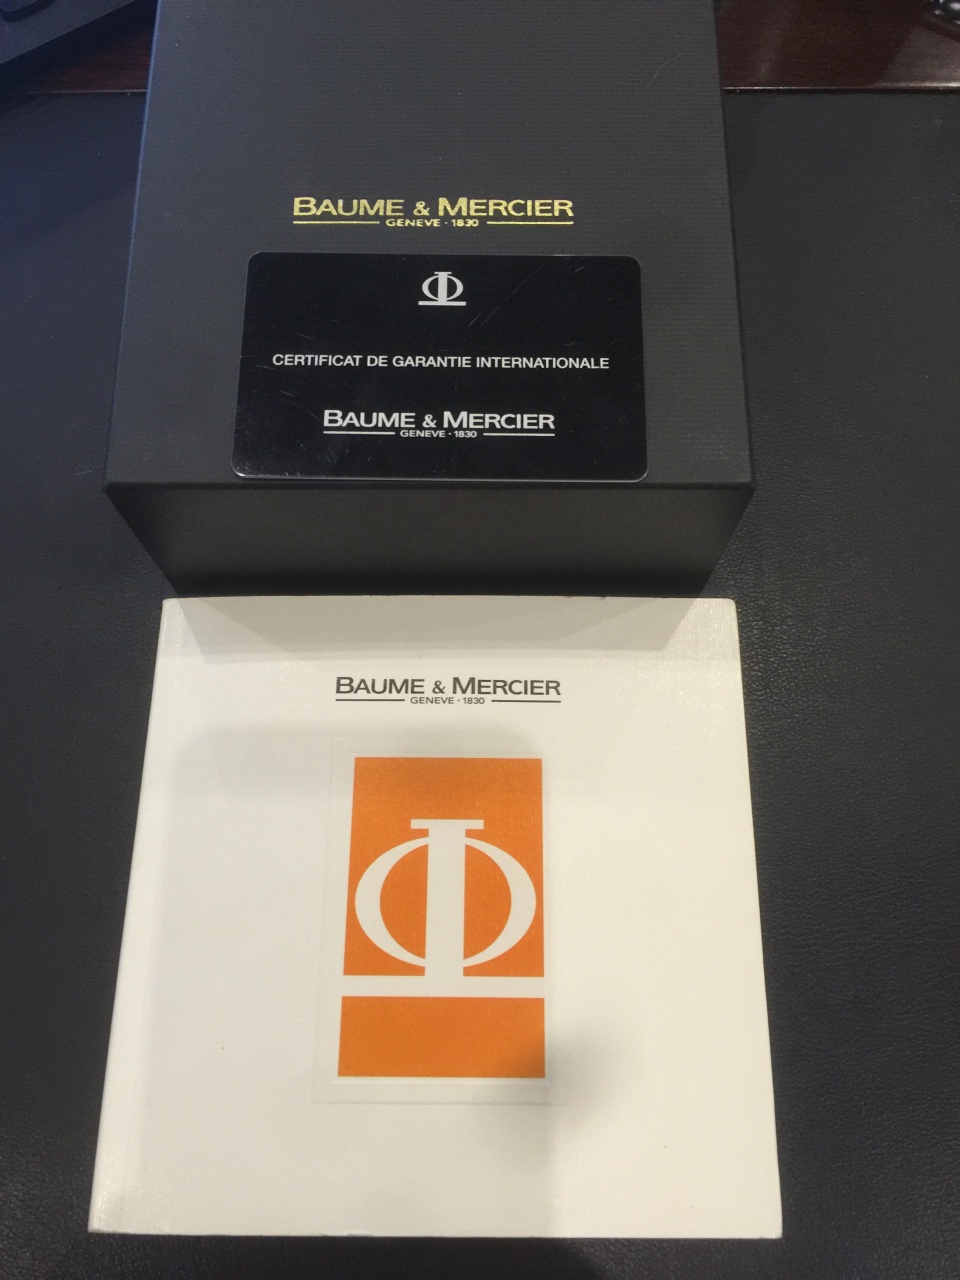 BAUME & MERCIER
GENEVE · 1830
CERTIFICAT DE GARANTIE INTERNATIONALE
BAUME & MERCIER
GENEVE · 1830
BAUME & MERCIER
GENEVE · 1830